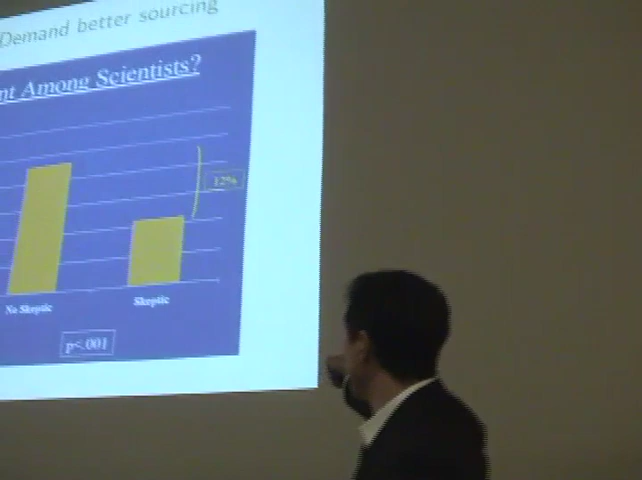 Demand better sourcing
nt Among Scientists?
12%
No Skeptic
Skeptic
p<.001